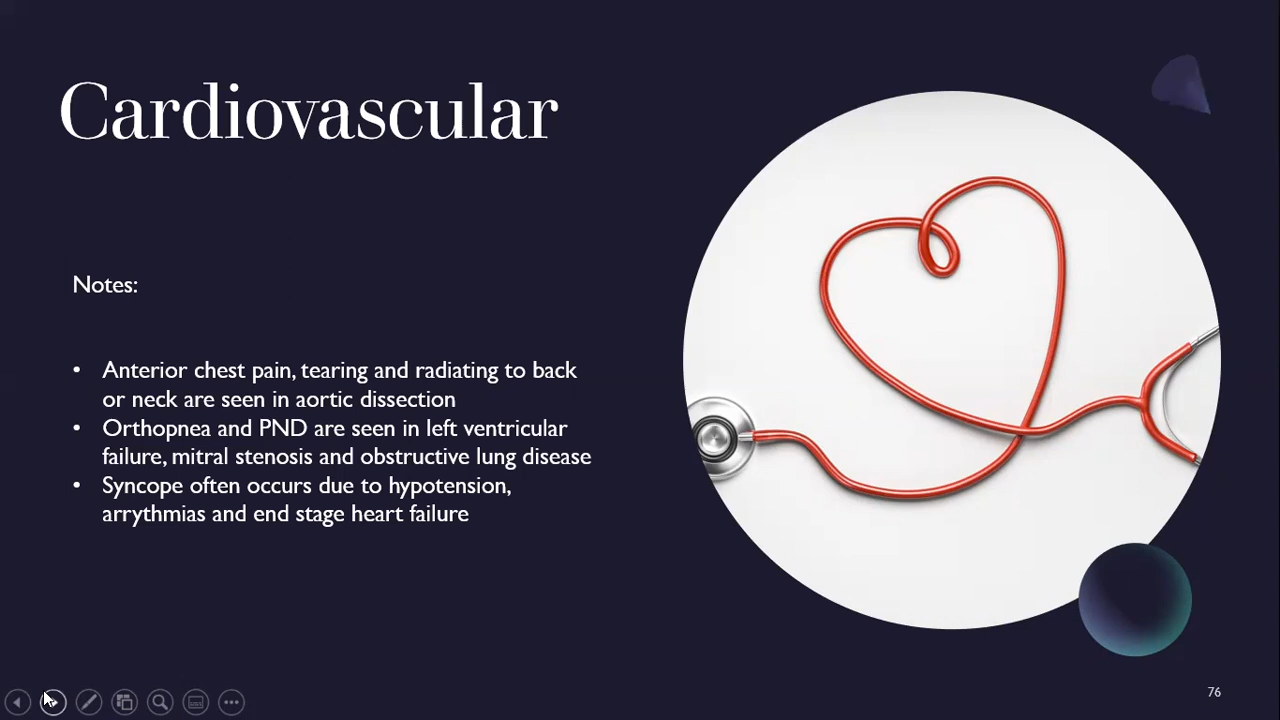 Cardiovascular
Notes:
• Anterior chest pain, tearing and radiating to back
or neck are seen in aortic dissection
• Orthopnea and PND are seen in left ventricular
failure, mitral stenosis and obstructive lung disease
• Syncope often occurs due to hypotension,
arrythmias and end stage heart failure
76